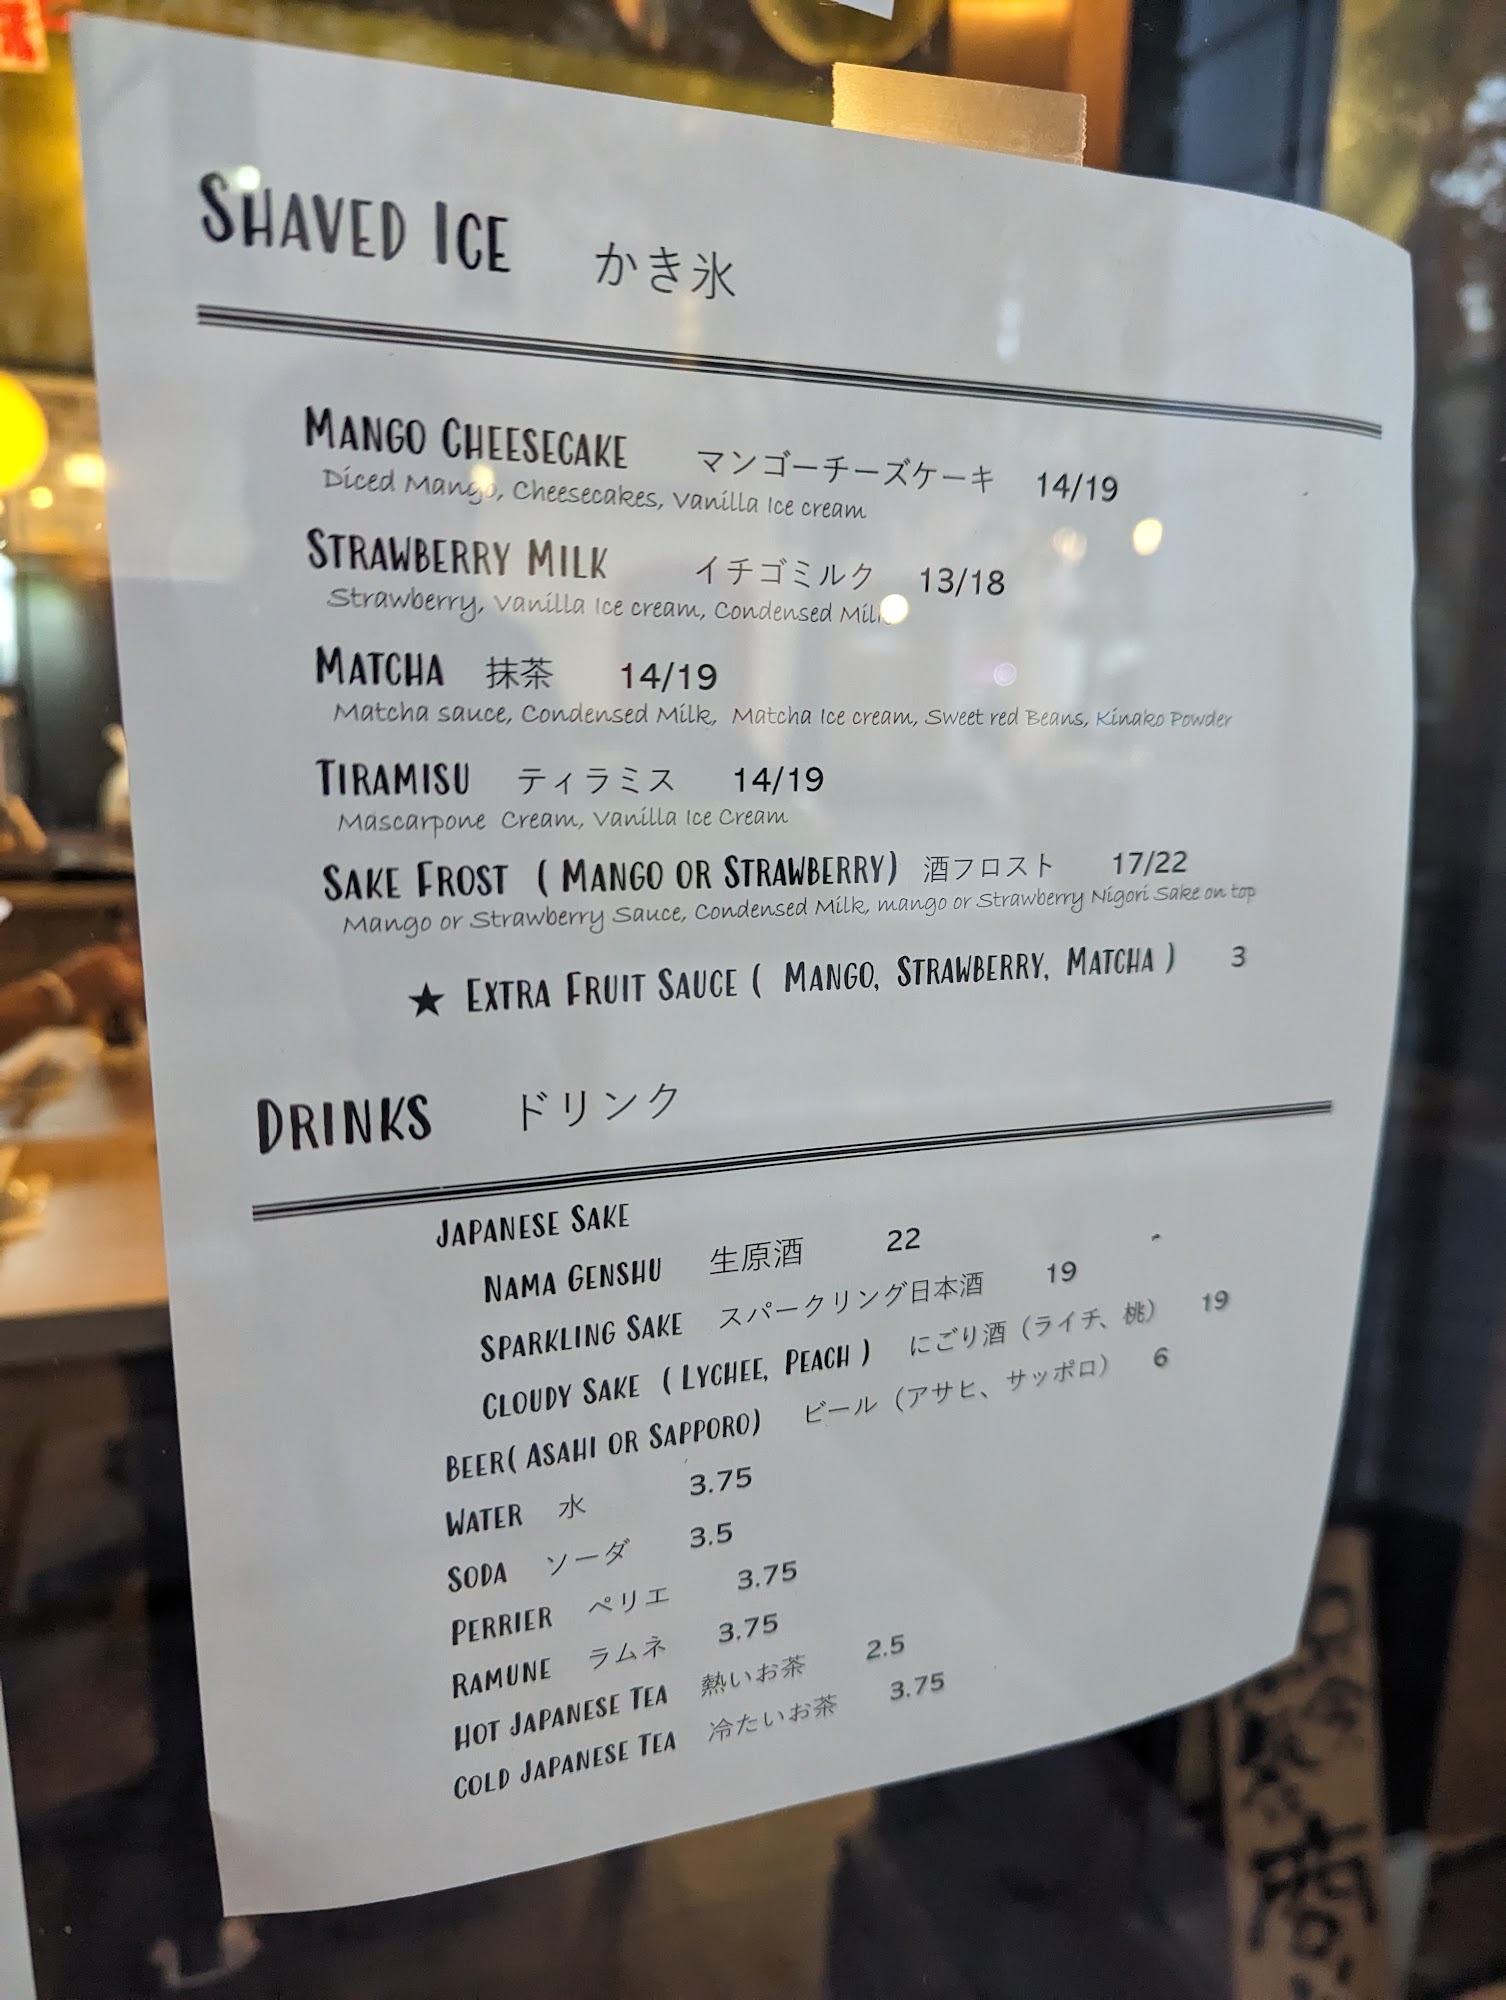 SHAVED ICE かき氷
MANGO CHEESECAKE マンゴーチーズケーキ 14/19
Diced Mango, Cheesecakes, Vanilla Ice cream
STRAWBERRY MILK イチゴミルク 13/18
Strawberry, Vanilla Ice cream, Condensed Milk
MATCHA 抹茶 14/19
Matcha sauce, Condensed Milk, Matcha Ice cream, Sweet red Beans, Kinako Powder
TIRAMISU ティラミス 14/19
Mascarpone Cream, Vanilla Ice Cream
SAKE FROST ( MANGO OR STRAWBERRY) 酒フロスト 17/22
Mango or Strawberry Sauce, Condensed Milk, mango or Strawberry Nigori Sake on top
★ EXTRA FRUIT SAUCE ( MANGO, STRAWBERRY, MATCHA ) 3
DRINKS ドリンク
JAPANESE SAKE
NAMA GENSHU 生原酒 22
SPARKLING SAKE スパークリング日本酒 19
CLOUDY SAKE ( LYCHEE, PEACH ) にごり酒（ライチ、桃） 19
BEER( ASAHI OR SAPPORO) ビール（アサヒ、サッポロ） 6
WATER 水 3.75
SODA ソーダ 3.5
PERRIER ペリエ 3.75
RAMUNE ラムネ 3.75
HOT JAPANESE TEA 熱いお茶 2.5
COLD JAPANESE TEA 冷たいお茶 3.75
商